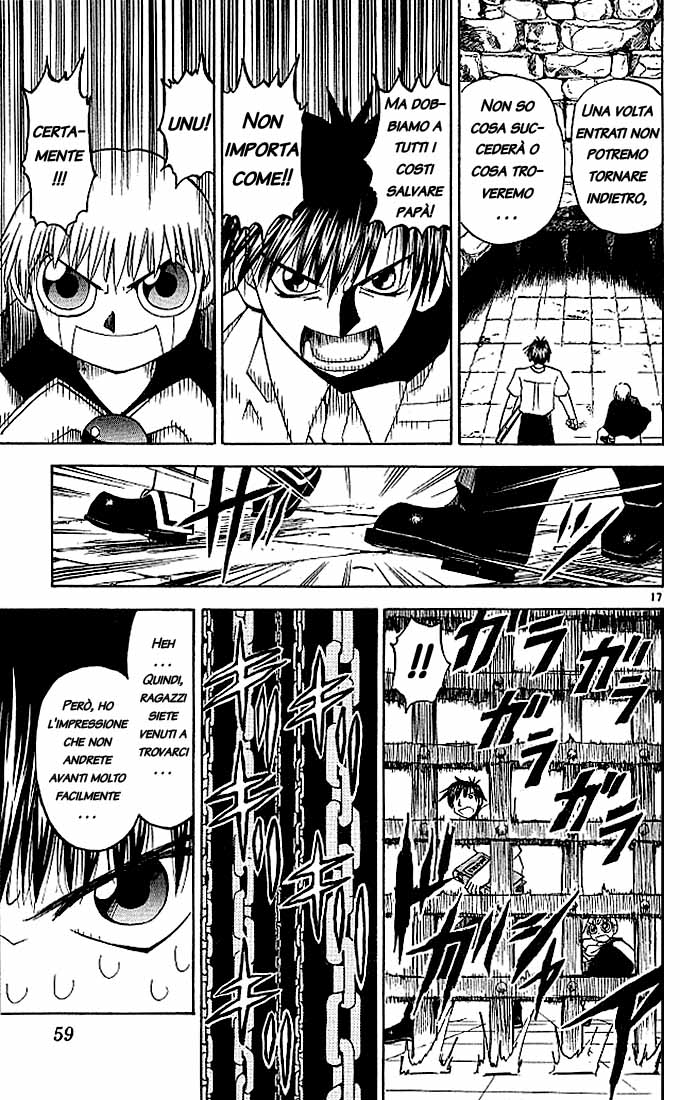 UNA VOLTA
ENTRATI NON
POTREMO
TORNARE
INDIETRO,
NON SO
COSA SUC-
CEDERÀ O
COSA TRO-
VEREMO
. . .
MA DOB-
BIAMO A
TUTTI I
COSTI
SALVARE
PAPÀ!
NON
IMPORTA
COME!!
UNU!
CERTA-
MENTE
!!!
17
!!
ガラ
ガラ
ガラ
ガラ
ガシャ
HEH
. . .
QUINDI,
RAGAZZI
SIETE
VENUTI A
TROVARCI
. . .
PERÒ, HO
L'IMPRESSIONE
CHE NON
ANDRETE
AVANTI MOLTO
FACILMENTE
. . .
59